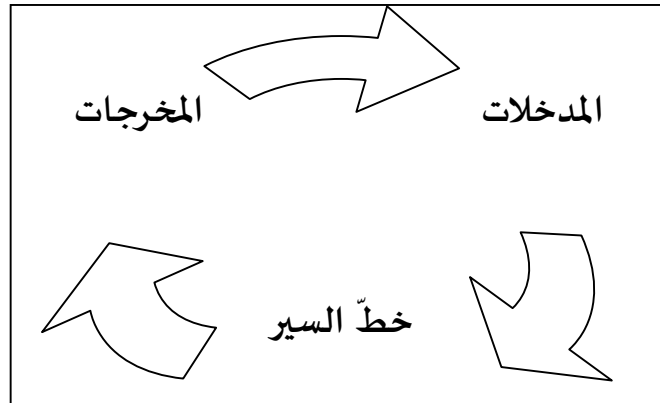 المدخلات
المخرجات
خطّ السير